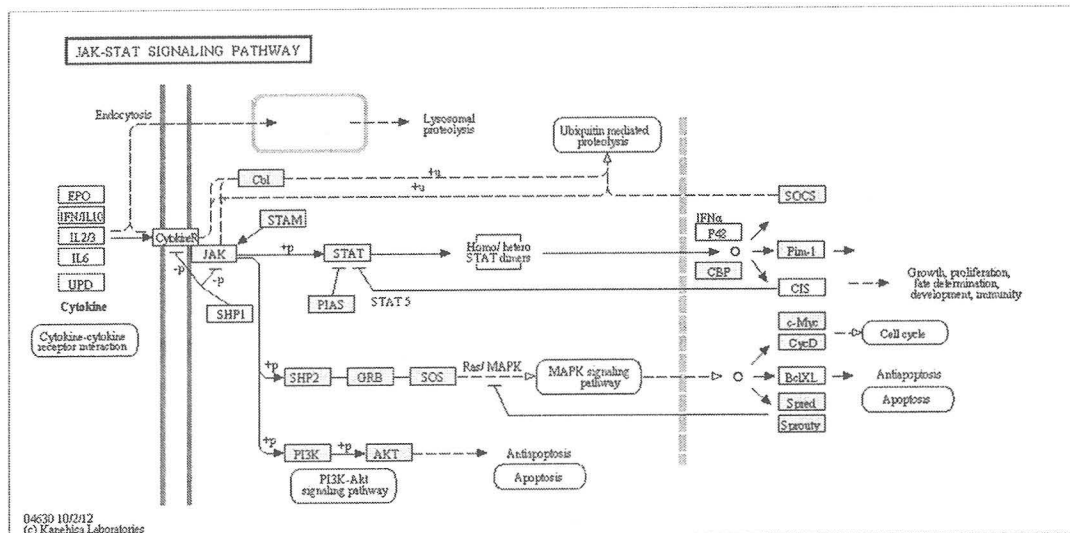 JAK-STAT SIGNALING PATHWAY
Endocytosis
Lysosomal
proteolysis
Ubiquitin mediated
proteolysis
Cbl
+u
+u
SOCS
EPO
IFN/IL10
IL2/3
IL6
UPD
Cytokine
Cytokine-cytokine
receptor interaction
CytokineR
JAK
STAM
+p
STAT
Homo/ hetero
STAT dimers
IFNα
P48
CBP
Pim-1
CIS
-p
-p
SHP1
PIAS
STAT 5
Growth, proliferation,
fate determination,
development, immunity
c-Myc
CycD
Cell cycle
+p
SHP2
GRB
SOS
Ras/ MAPK
MAPK signaling
pathway
BclXL
Antiapoptosis
Apoptosis
Spred
Sprouty
+p
PI3K
+p
AKT
Antiapoptosis
Apoptosis
PI3K-Akt
signaling pathway
04630 10/2/12
(c) Kanehisa Laboratories